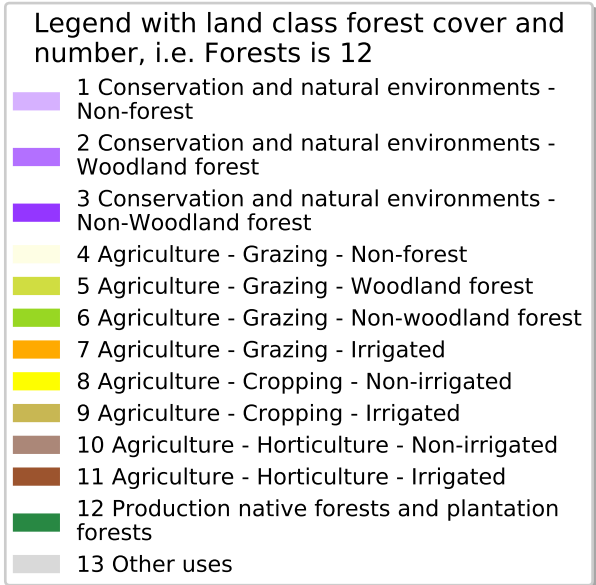 Legend with land class forest cover and
number, i.e. Forests is 12
1 Conservation and natural environments -
Non-forest
2 Conservation and natural environments -
Woodland forest
3 Conservation and natural environments -
Non-Woodland forest
4 Agriculture - Grazing - Non-forest
5 Agriculture - Grazing - Woodland forest
6 Agriculture - Grazing - Non-woodland forest
7 Agriculture - Grazing - Irrigated
8 Agriculture - Cropping - Non-irrigated
9 Agriculture - Cropping - Irrigated
10 Agriculture - Horticulture - Non-irrigated
11 Agriculture - Horticulture - Irrigated
12 Production native forests and plantation
forests
13 Other uses